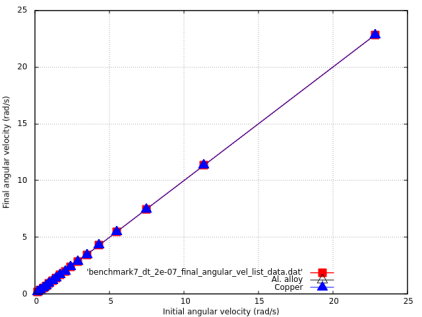 25
20
15
10
5
0
Final angular velocity (rad/s)
'benchmark7_dt_2e-07_final_angular_vel_list_data.dat'
Al. alloy
Copper
0 5 10 15 20 25
Initial angular velocity (rad/s)